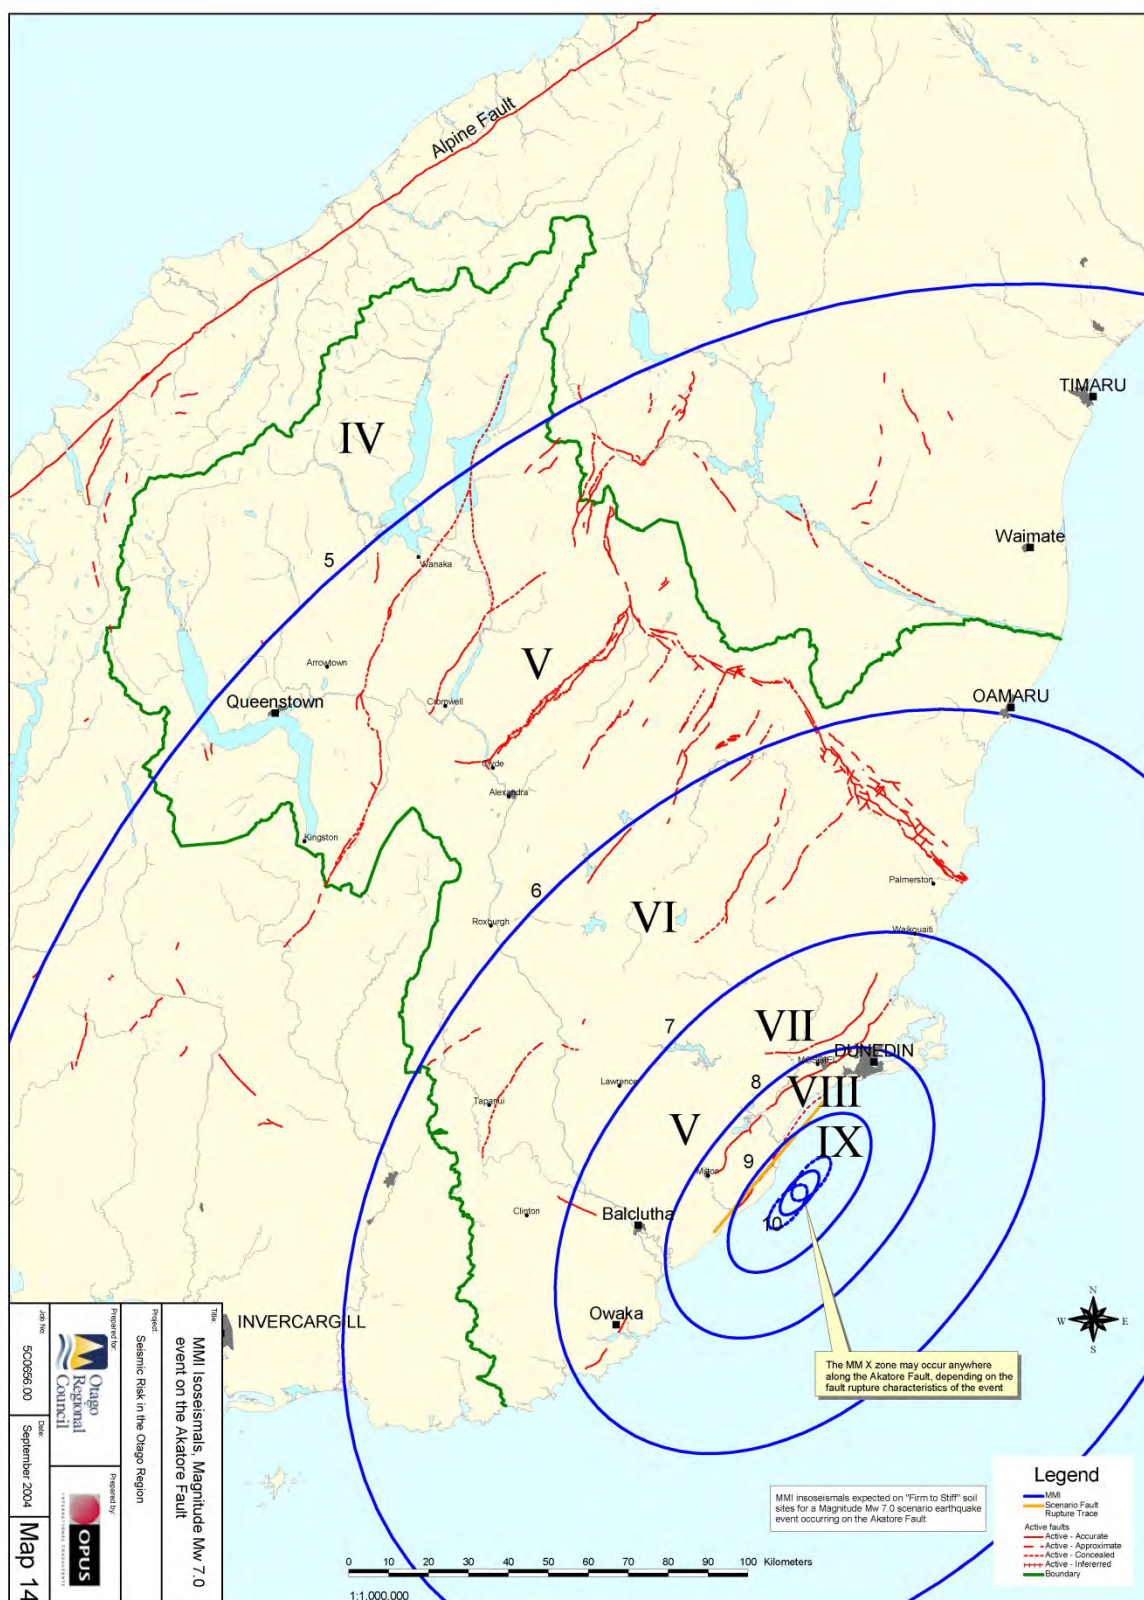 Alpine Fault
TIMARU
IV
Waimate
5
Wanaka
V
Arrowtown
Queenstown
Cromwell
OAMARU
Clyde
Alexandra
Kingston
6
Palmerston
VI
Roxburgh
Waikouaiti
7
VII
DUNEDIN
MOSGIEL
8
VIII
Lawrence
Tapanui
V
IX
9
Milton
Clinton
Balclutha
10
Owaka
INVERCARGILL
N
W E
S
The MM X zone may occur anywhere
along the Akatore Fault, depending on the
fault rupture characteristics of the event
MMI insoseismals expected on "Firm to Stiff" soil
sites for a Magnitude Mw 7.0 scenario earthquake
event occurring on the Akatore Fault
Legend
MMI
Scenario Fault
Rupture Trace
Active faults
Active - Accurate
Active - Approximate
Active - Concealed
Active - Infererred
Boundary
0 10 20 30 40 50 60 70 80 90 100 Kilometers
1:1,000,000
Title:
MMI Isoseismals, Magnitude Mw 7.0
event on the Akatore Fault
Project:
Seismic Risk in the Otago Region
Prepared for:
Otago
Regional
Council
Prepared by:
OPUS
INTERNATIONAL CONSULTANTS
Job No:
5C0656.00
Date:
September 2004
Map 14